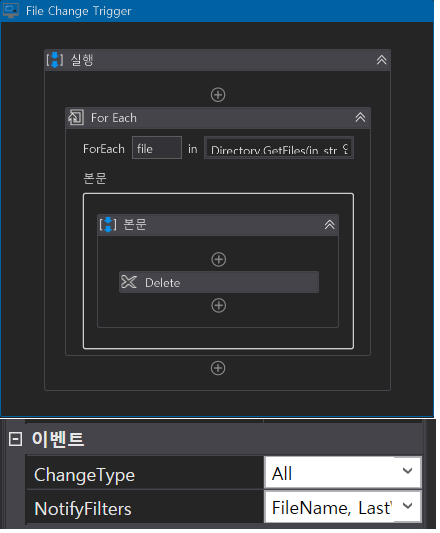 File Change Trigger
실행
For Each
ForEach file in Directory.GetFiles(in_str
본문
본문
Delete
이벤트
ChangeType All
NotifyFilters FileName,